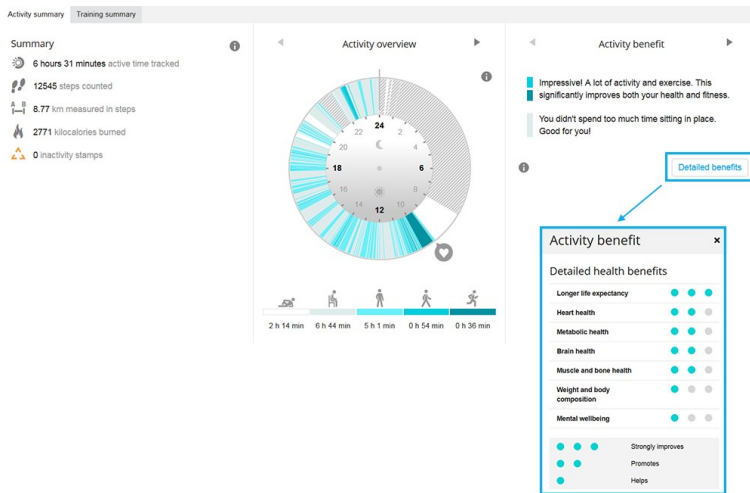 Activity summary
Training summary
Summary
6 hours 31 minutes active time tracked
12545 steps counted
A B
8.77 km measured in steps
2771 kilocalories burned
0 inactivity stamps
Activity overview
24
2
4
6
8
10
12
14
16
18
20
22
2 h 14 min
6 h 44 min
5 h 1 min
0 h 54 min
0 h 36 min
Activity benefit
Impressive! A lot of activity and exercise. This
significantly improves both your health and fitness.
You didn't spend too much time sitting in place.
Good for you!
Detailed benefits
Activity benefit
×
Detailed health benefits
Longer life expectancy
Heart health
Metabolic health
Brain health
Muscle and bone health
Weight and body
composition
Mental wellbeing
Strongly improves
Promotes
Helps